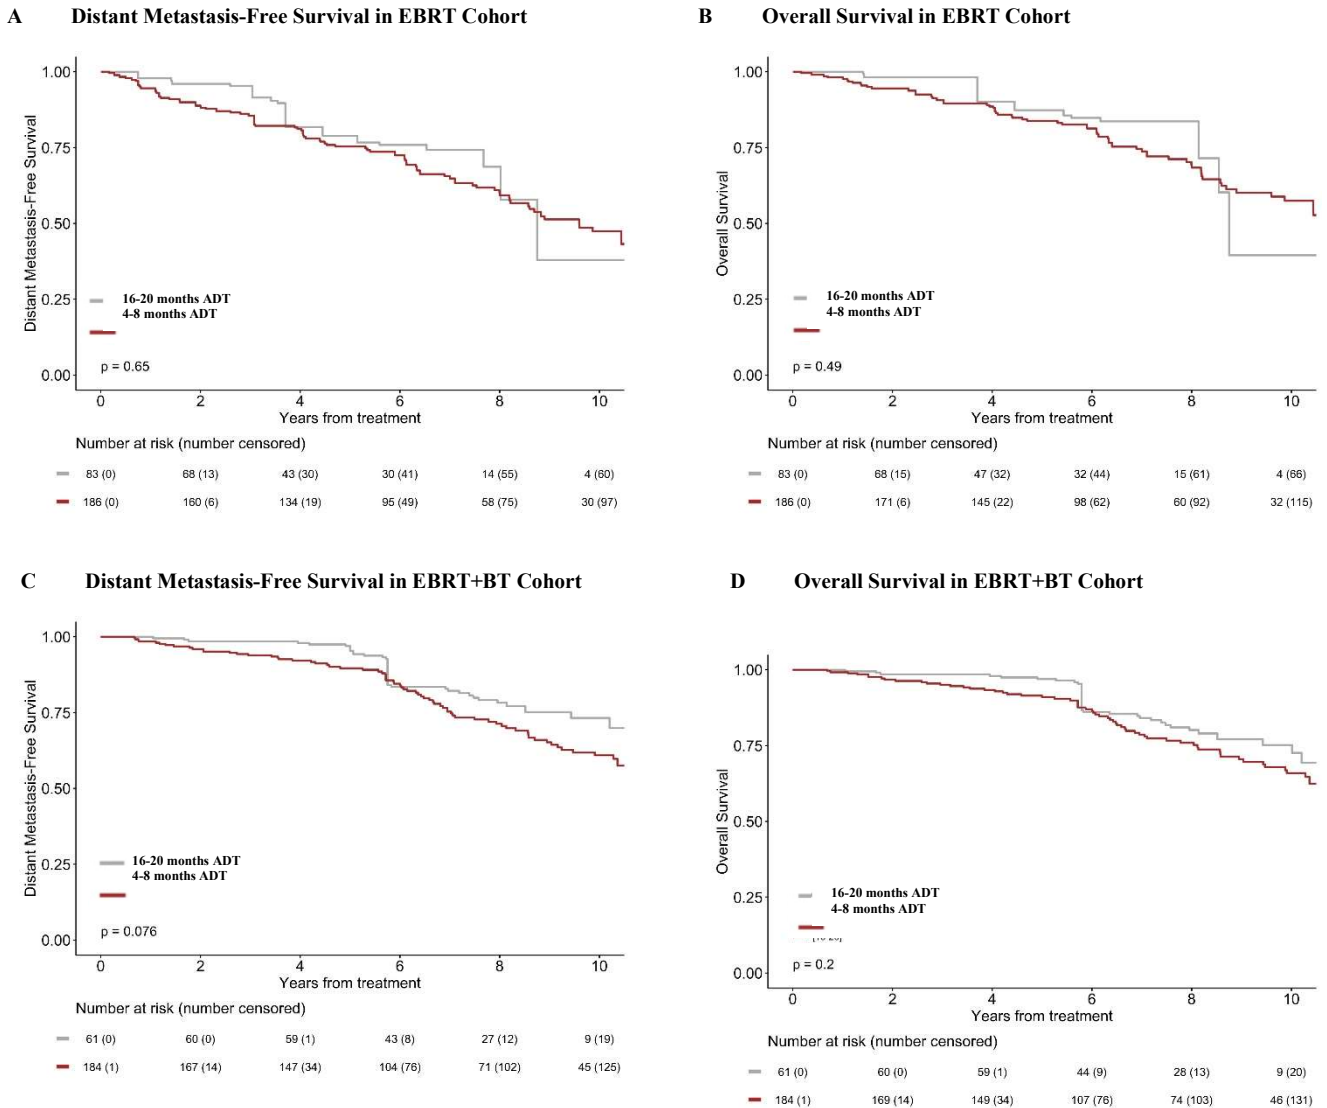 A Distant Metastasis-Free Survival in EBRT Cohort
Distant Metastasis-Free Survival
1.00
0.75
0.50
0.25
0.00
16-20 months ADT
4-8 months ADT
p = 0.65
0 2 4 6 8 10
Years from treatment
Number at risk (number censored)
83 (0) 68 (13) 43 (30) 30 (41) 14 (55) 4 (60)
186 (0) 160 (6) 134 (19) 95 (49) 58 (75) 30 (97)
B Overall Survival in EBRT Cohort
Overall Survival
1.00
0.75
0.50
0.25
0.00
16-20 months ADT
4-8 months ADT
p = 0.49
0 2 4 6 8 10
Years from treatment
Number at risk (number censored)
83 (0) 68 (15) 47 (32) 32 (44) 15 (61) 4 (66)
186 (0) 171 (6) 145 (22) 98 (62) 60 (92) 32 (115)
C Distant Metastasis-Free Survival in EBRT+BT Cohort
Distant Metastasis-Free Survival
1.00
0.75
0.50
0.25
0.00
16-20 months ADT
4-8 months ADT
p = 0.076
0 2 4 6 8 10
Years from treatment
Number at risk (number censored)
61 (0) 60 (0) 59 (1) 43 (8) 27 (12) 9 (19)
184 (1) 167 (14) 147 (34) 104 (76) 71 (102) 45 (125)
D Overall Survival in EBRT+BT Cohort
Overall Survival
1.00
0.75
0.50
0.25
0.00
16-20 months ADT
4-8 months ADT
p = 0.2
0 2 4 6 8 10
Years from treatment
Number at risk (number censored)
61 (0) 60 (0) 59 (1) 44 (9) 28 (13) 9 (20)
184 (1) 169 (14) 149 (34) 107 (76) 74 (103) 46 (131)